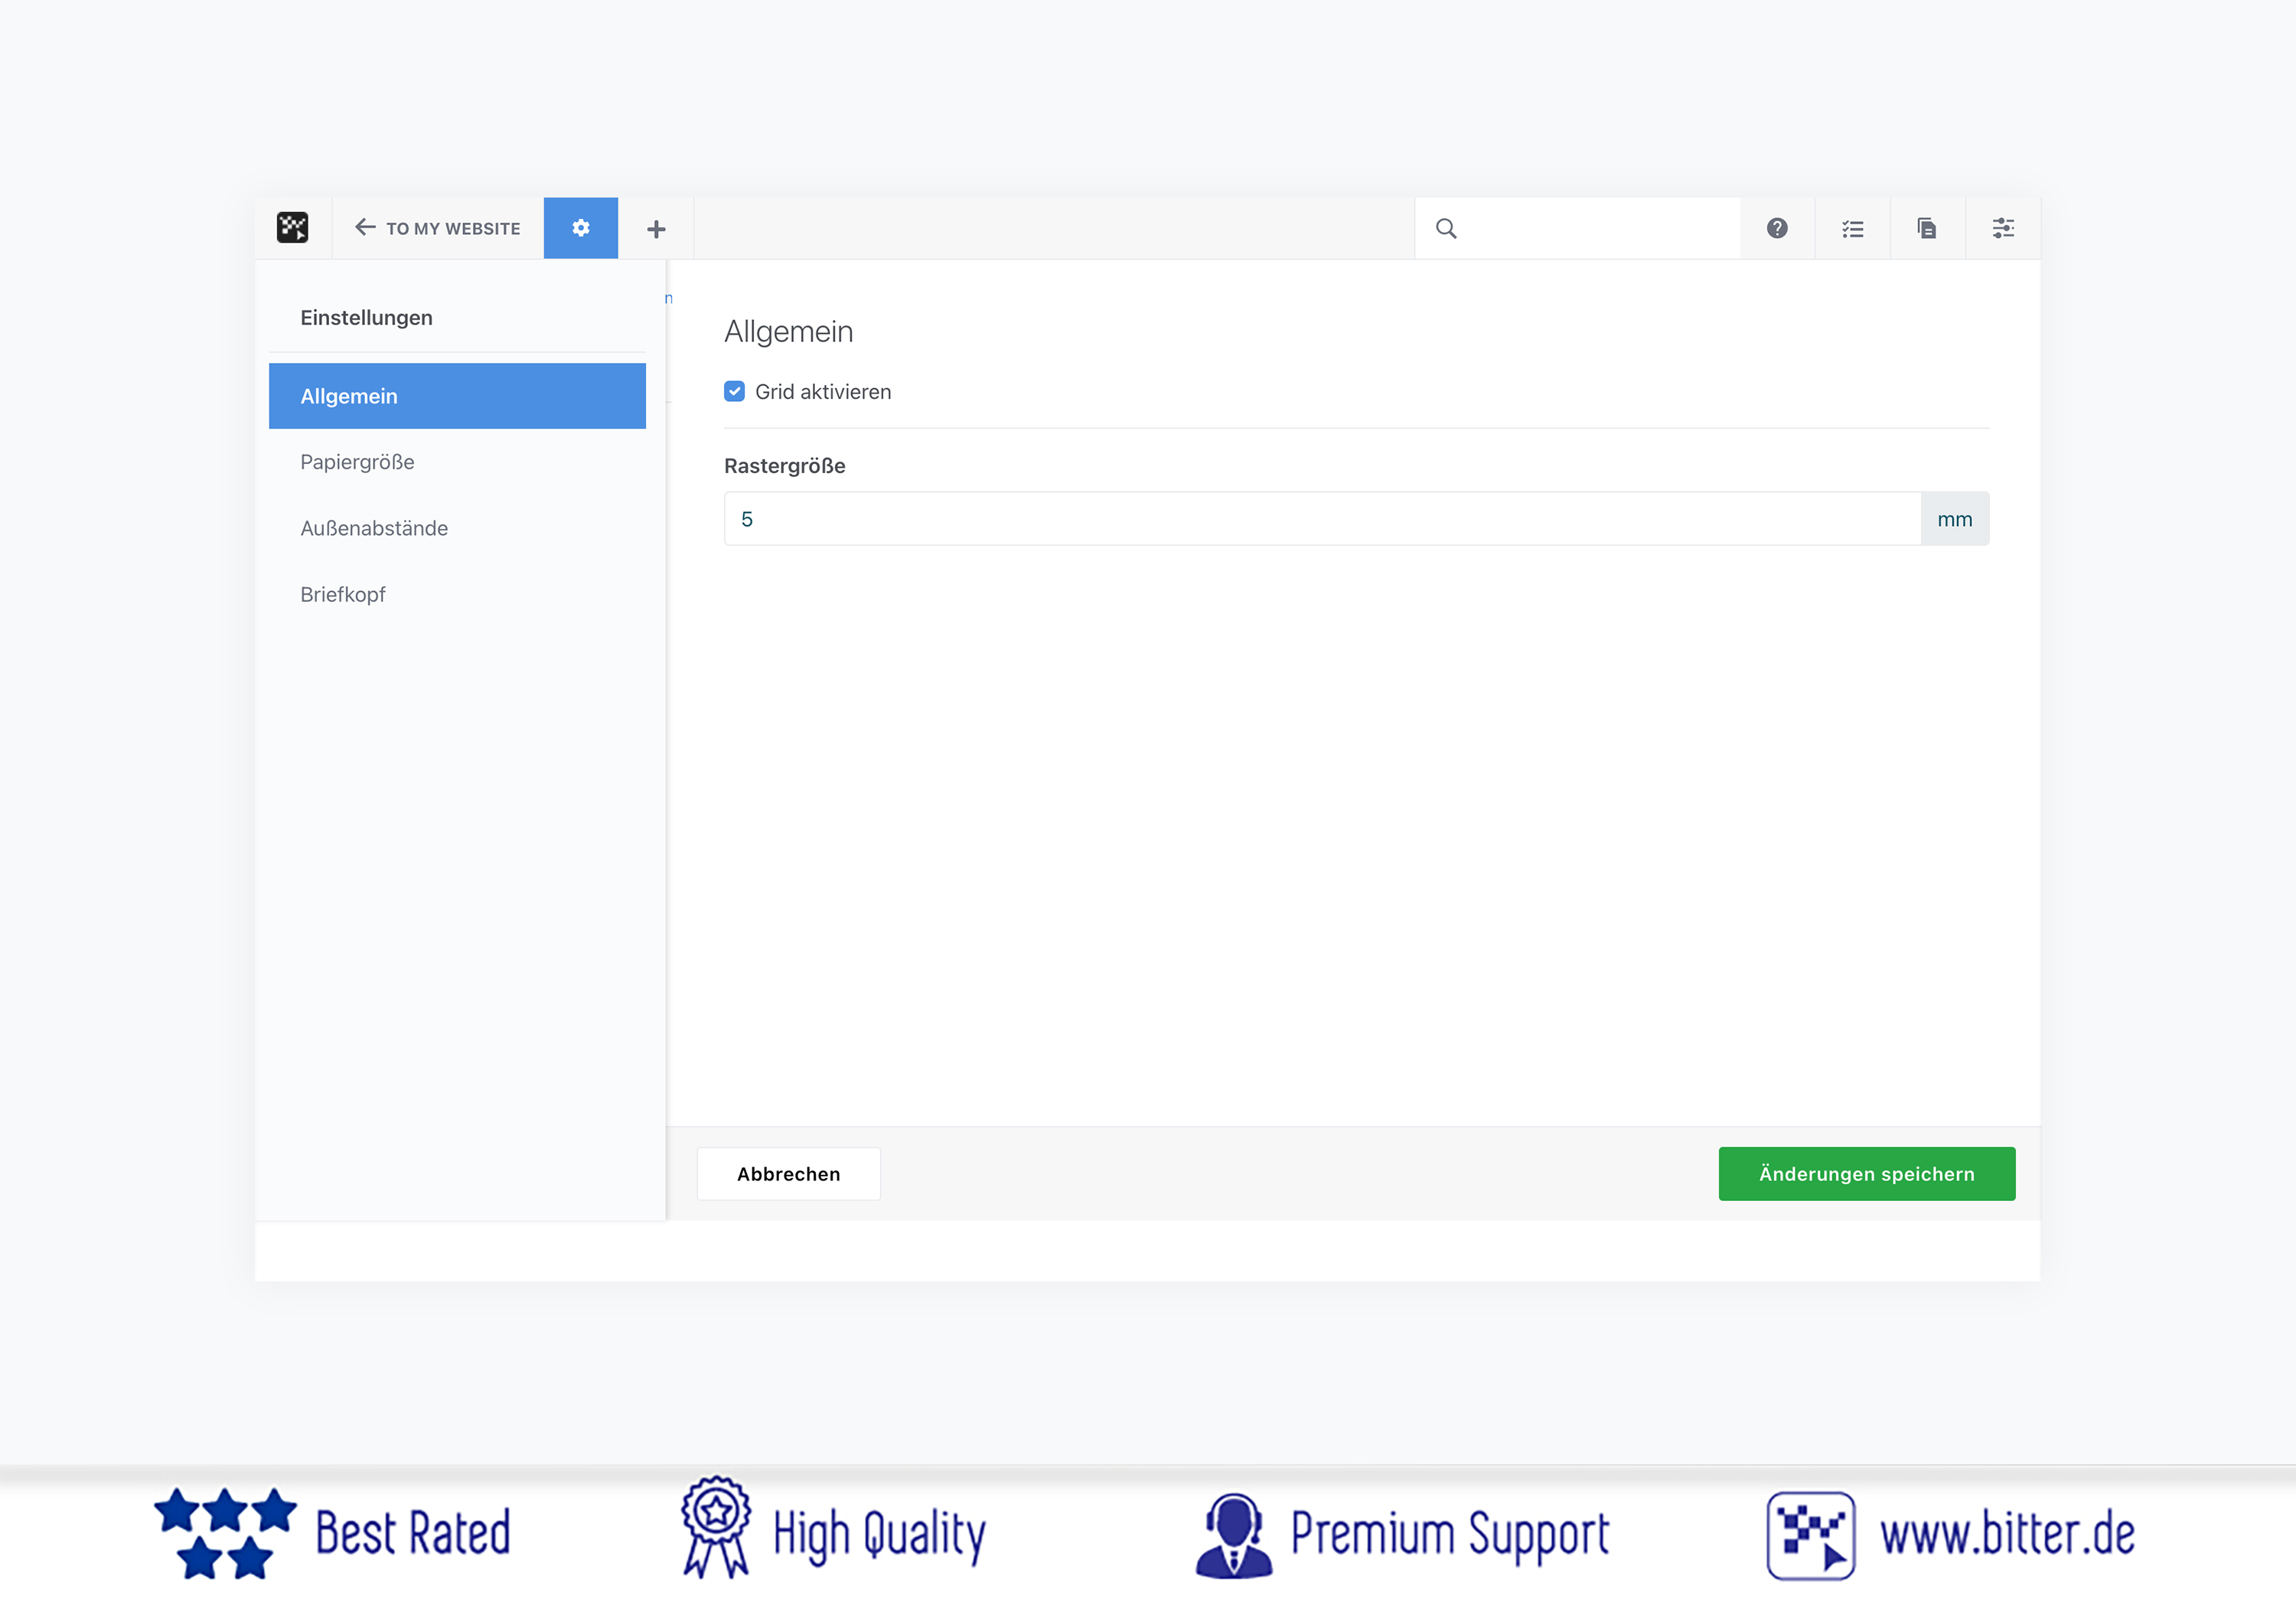 TO MY WEBSITE
Einstellungen
Allgemein
Papiergröße
Außenabstände
Briefkopf
n
Allgemein
Grid aktivieren
Rastergröße
5 mm
Abbrechen
Änderungen speichern
Best Rated
High Quality
Premium Support
www.bitter.de